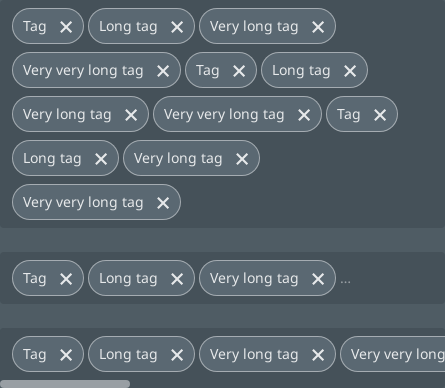 Tag Long tag Very long tag
Very very long tag Tag Long tag
Very long tag Very very long tag Tag
Long tag Very long tag
Very very long tag
Tag Long tag Very long tag ...
Tag Long tag Very long tag Very very long